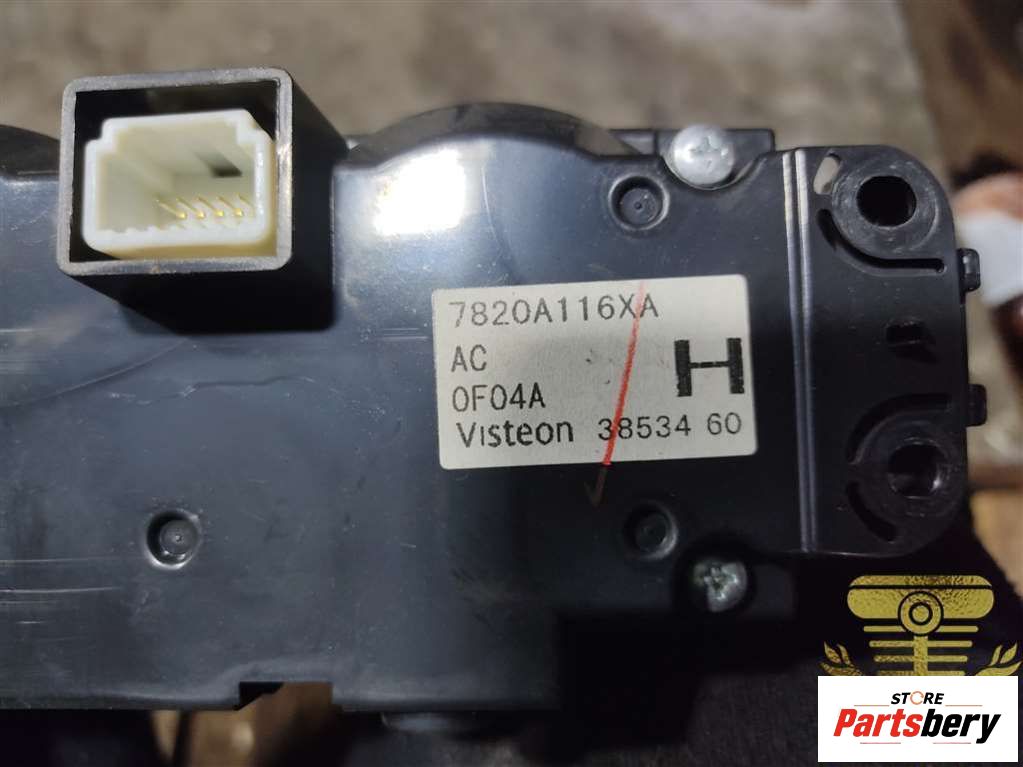 7820A116XA
AC
0F04A
H
Visteon 38534 60
STORE
Partsbery